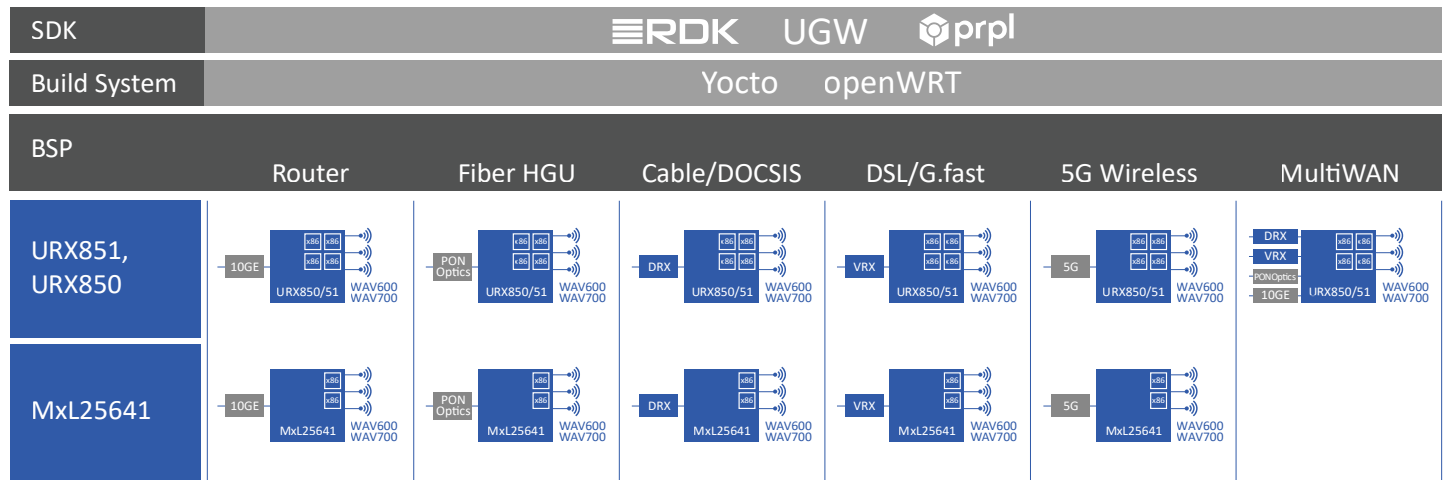 SDK
RDK UGW prpl
Build System
Yocto openWRT
BSP
Router Fiber HGU Cable/DOCSIS DSL/G.fast 5G Wireless MultiWAN
URX851,
URX850
10GE
x86 x86
x86 x86
URX850/51
WAV600
WAV700
PON
Optics
x86 x86
x86 x86
URX850/51
WAV600
WAV700
DRX
x86 x86
x86 x86
URX850/51
WAV600
WAV700
VRX
x86 x86
x86 x86
URX850/51
WAV600
WAV700
5G
x86 x86
x86 x86
URX850/51
WAV600
WAV700
DRX
VRX
PONOptics
10GE
x86 x86
x86 x86
URX850/51
WAV600
WAV700
MxL25641
10GE
x86
x86
MxL25641
WAV600
WAV700
PON
Optics
x86
x86
MxL25641
WAV600
WAV700
DRX
x86
x86
MxL25641
WAV600
WAV700
VRX
x86
x86
MxL25641
WAV600
WAV700
5G
x86
x86
MxL25641
WAV600
WAV700